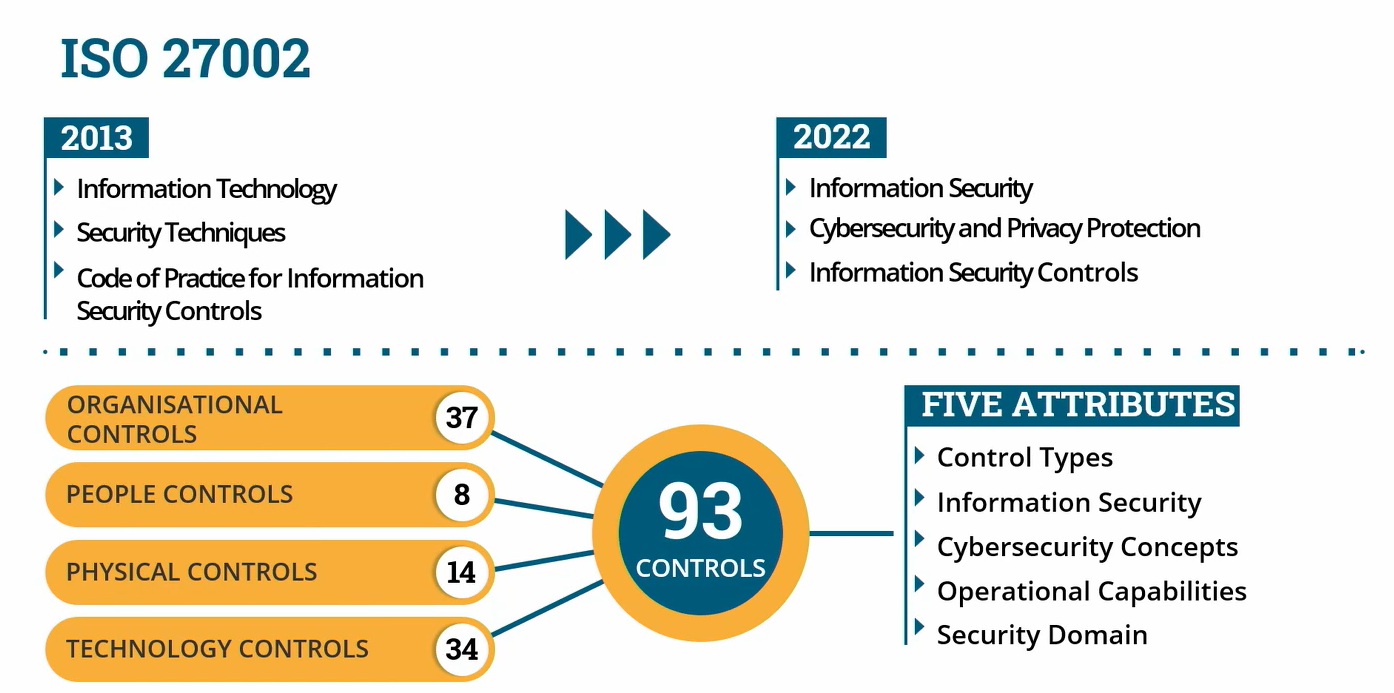 ISO 27002
2013
Information Technology
Security Techniques
Code of Practice for Information
Security Controls
2022
Information Security
Cybersecurity and Privacy Protection
Information Security Controls
ORGANISATIONAL
CONTROLS
37
PEOPLE CONTROLS
8
PHYSICAL CONTROLS
14
TECHNOLOGY CONTROLS
34
93
CONTROLS
FIVE ATTRIBUTES
Control Types
Information Security
Cybersecurity Concepts
Operational Capabilities
Security Domain